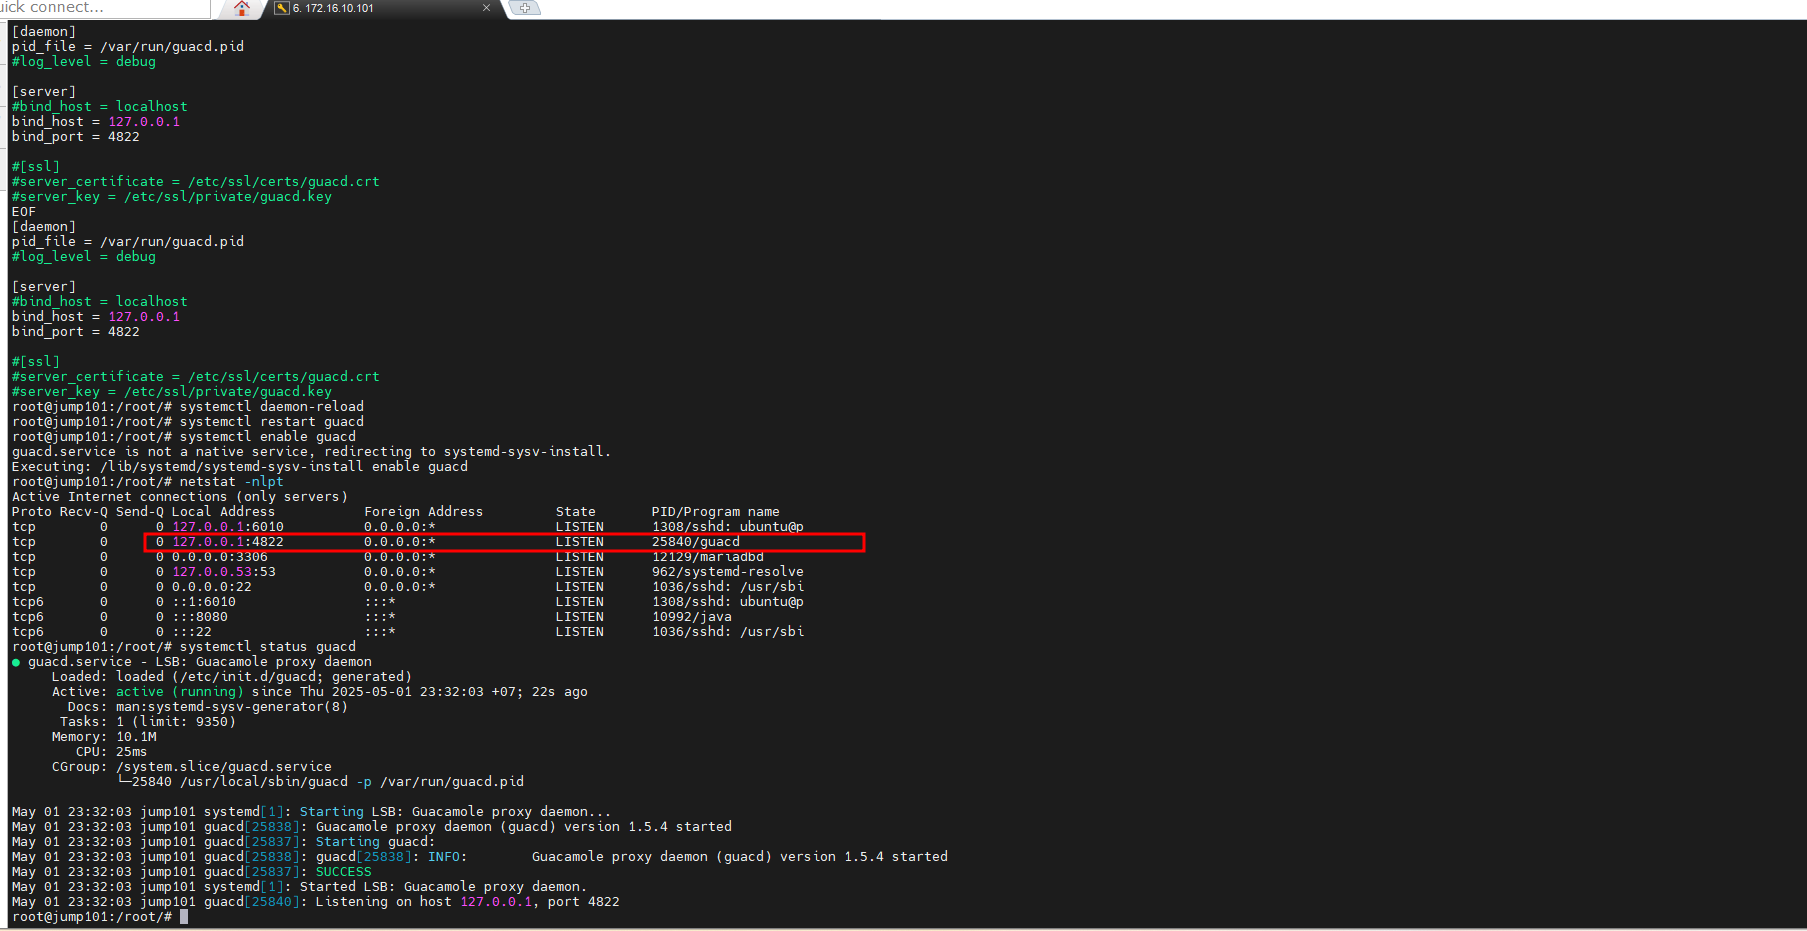 uick connect...
6. 172.16.10.101
[daemon]
pid_file = /var/run/guacd.pid
#log_level = debug
[server]
#bind_host = localhost
bind_host = 127.0.0.1
bind_port = 4822
#[ssl]
#server_certificate = /etc/ssl/certs/guacd.crt
#server_key = /etc/ssl/private/guacd.key
EOF
[daemon]
pid_file = /var/run/guacd.pid
#log_level = debug
[server]
#bind_host = localhost
bind_host = 127.0.0.1
bind_port = 4822
#[ssl]
#server_certificate = /etc/ssl/certs/guacd.crt
#server_key = /etc/ssl/private/guacd.key
root@jump101:/root/# systemctl daemon-reload
root@jump101:/root/# systemctl restart guacd
root@jump101:/root/# systemctl enable guacd
guacd.service is not a native service, redirecting to systemd-sysv-install.
Executing: /lib/systemd/systemd-sysv-install enable guacd
root@jump101:/root/# netstat -nlpt
Active Internet connections (only servers)
Proto Recv-Q Send-Q Local Address           Foreign Address         State       PID/Program name
tcp        0      0 127.0.0.1:6010          0.0.0.0:*               LISTEN      1308/sshd: ubuntu@p
tcp        0      0 127.0.0.1:4822          0.0.0.0:*               LISTEN      25840/guacd
tcp        0      0 0.0.0.0:3306            0.0.0.0:*               LISTEN      12129/mariadbd
tcp        0      0 127.0.0.53:53           0.0.0.0:*               LISTEN      962/systemd-resolve
tcp        0      0 0.0.0.0:22              0.0.0.0:*               LISTEN      1036/sshd: /usr/sbi
tcp6       0      0 ::1:6010                :::*                    LISTEN      1308/sshd: ubuntu@p
tcp6       0      0 :::8080                 :::*                    LISTEN      10992/java
tcp6       0      0 :::22                   :::*                    LISTEN      1036/sshd: /usr/sbi
root@jump101:/root/# systemctl status guacd
● guacd.service - LSB: Guacamole proxy daemon
Loaded: loaded (/etc/init.d/guacd; generated)
Active: active (running) since Thu 2025-05-01 23:32:03 +07; 22s ago
Docs: man:systemd-sysv-generator(8)
Tasks: 1 (limit: 9350)
Memory: 10.1M
CPU: 25ms
CGroup: /system.slice/guacd.service
└─25840 /usr/local/sbin/guacd -p /var/run/guacd.pid
May 01 23:32:03 jump101 systemd[1]: Starting LSB: Guacamole proxy daemon...
May 01 23:32:03 jump101 guacd[25838]: Guacamole proxy daemon (guacd) version 1.5.4 started
May 01 23:32:03 jump101 guacd[25837]: Starting guacd:
May 01 23:32:03 jump101 guacd[25838]: guacd[25838]: INFO:        Guacamole proxy daemon (guacd) version 1.5.4 started
May 01 23:32:03 jump101 guacd[25837]: SUCCESS
May 01 23:32:03 jump101 systemd[1]: Started LSB: Guacamole proxy daemon.
May 01 23:32:03 jump101 guacd[25840]: Listening on host 127.0.0.1, port 4822
root@jump101:/root/#